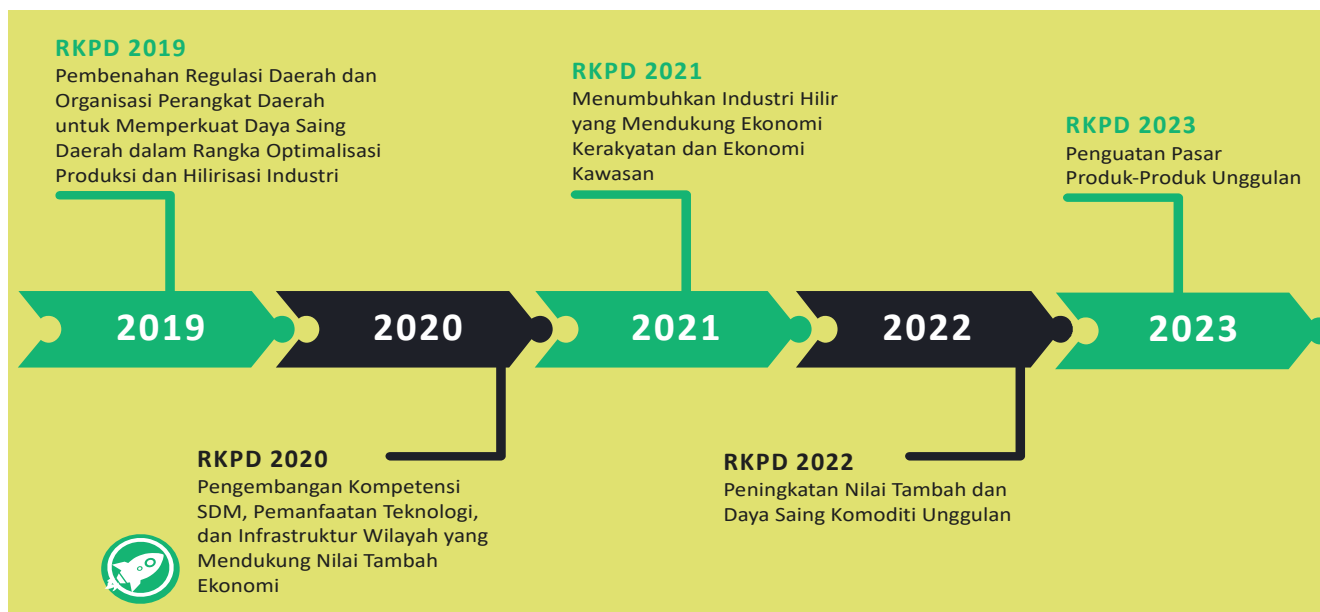 RKPD 2019
Pembenahan Regulasi Daerah dan
Organisasi Perangkat Daerah
untuk Memperkuat Daya Saing
Daerah dalam Rangka Optimalisasi
Produksi dan Hilirisasi Industri
RKPD 2021
Menumbuhkan Industri Hilir
yang Mendukung Ekonomi
Kerakyatan dan Ekonomi
Kawasan
RKPD 2023
Penguatan Pasar
Produk-Produk Unggulan
2019
2020
2021
2022
2023
RKPD 2020
Pengembangan Kompetensi
SDM, Pemanfaatan Teknologi,
dan Infrastruktur Wilayah yang
Mendukung Nilai Tambah
Ekonomi
RKPD 2022
Peningkatan Nilai Tambah dan
Daya Saing Komoditi Unggulan